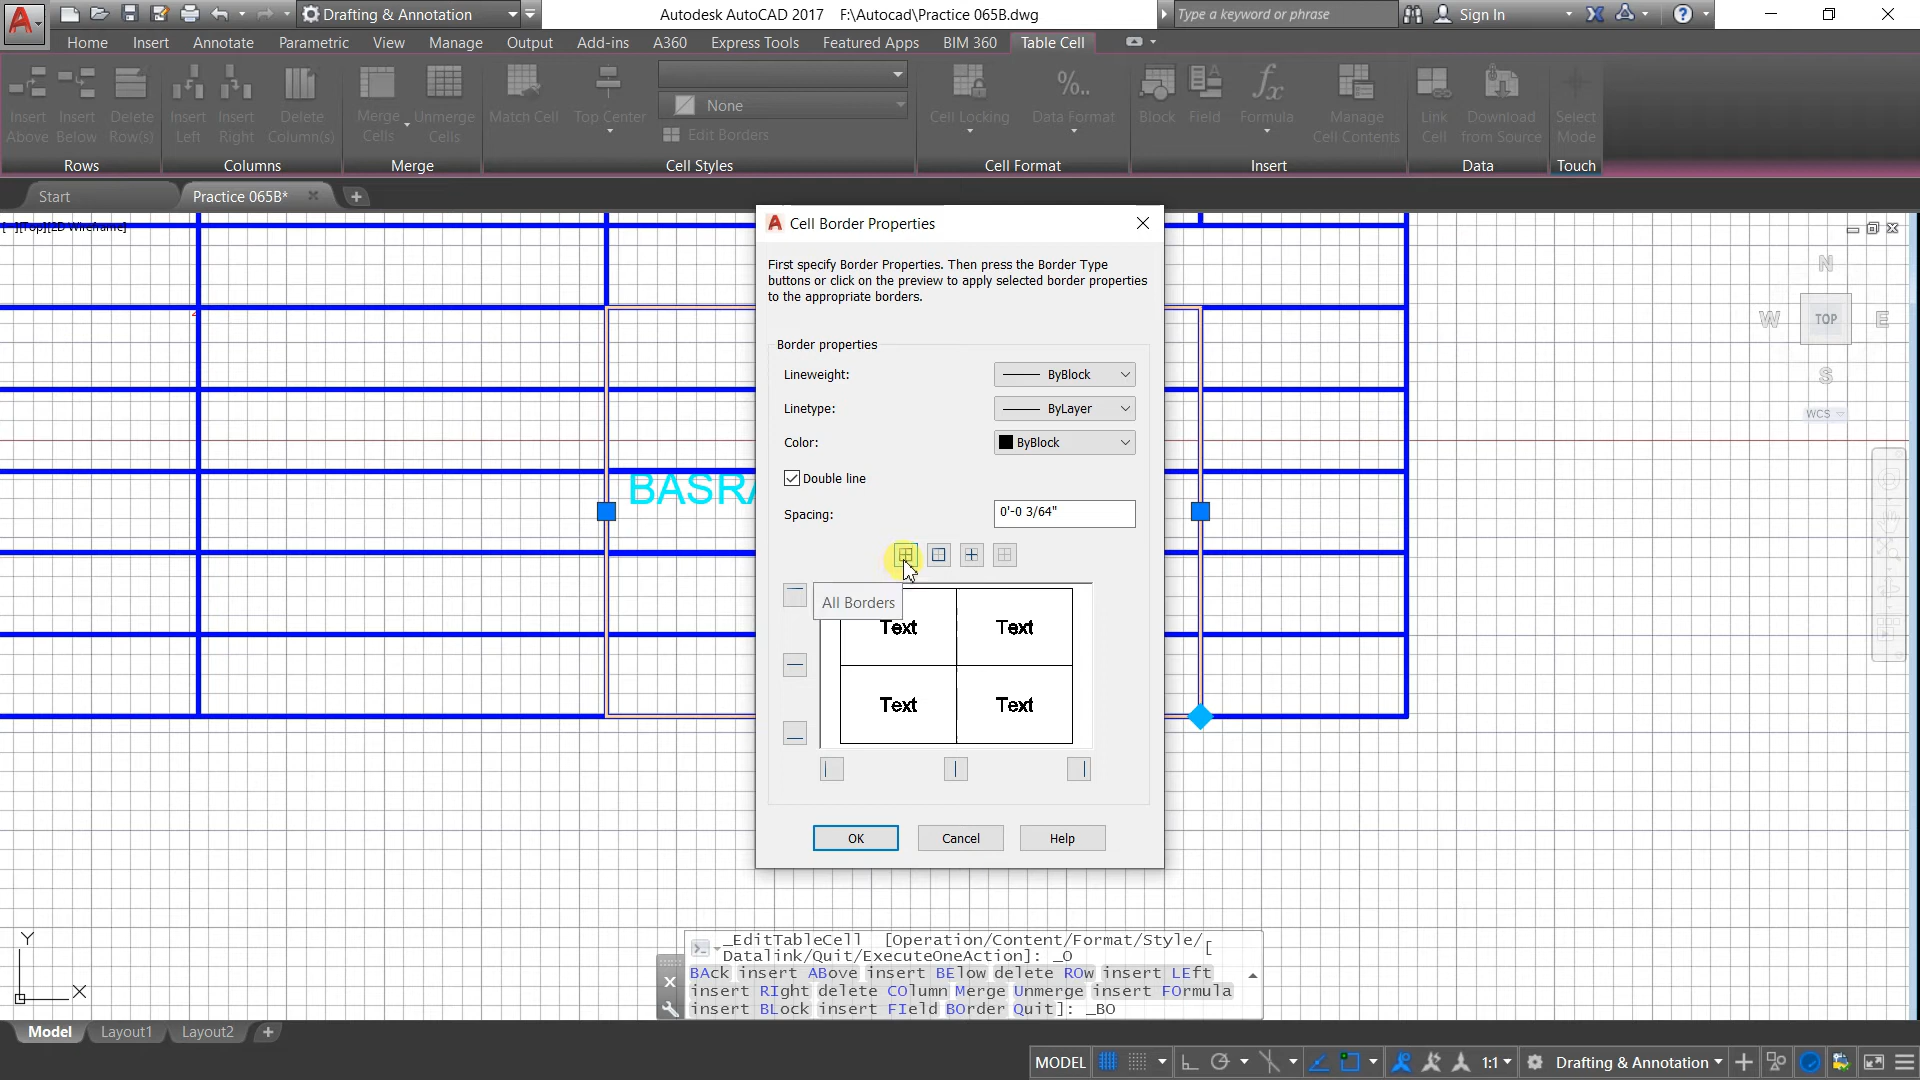 Drafting & Annotation
Autodesk AutoCAD 2017 F:\Autocad\Practice 065B.dwg
Type a keyword or phrase
Sign In
Home Insert Annotate Parametric View Manage Output Add-ins A360 Express Tools Featured Apps BIM 360 Table Cell
Insert Above
Insert Below
Delete Row(s)
Insert Left
Insert Right
Delete Column(s)
Merge Cells
Unmerge Cells
Match Cell
Top Center
None
Edit Borders
Cell Locking
Data Format
Block
Field
Formula
Manage Cell Contents
Link Cell
Download from Source
Select Mode
Rows Columns Merge Cell Styles Cell Format Insert Data Touch
Start
Practice 065B*
[−][Top][2D Wireframe]
Cell Border Properties
First specify Border Properties. Then press the Border Type
buttons or click on the preview to apply selected border properties
to the appropriate borders.
Border properties
Lineweight: ByBlock
Linetype: ByLayer
Color: ByBlock
Double line
Spacing: 0'-0 3/64"
All Borders
Text Text
Text Text
OK Cancel Help
BASRA
N
W TOP E
S
WCS
Y
X
_EditTableCell [Operation/Content/Format/Style/
Datalink/Quit/ExecuteOneAction]: _O
[
BAck insert ABove insert BElow delete ROw insert LEft
insert RIght delete COlumn Merge Unmerge insert FOrmula
insert BLock insert FIeld BOrder Quit]: _BO
Model Layout1 Layout2
MODEL 1:1 Drafting & Annotation